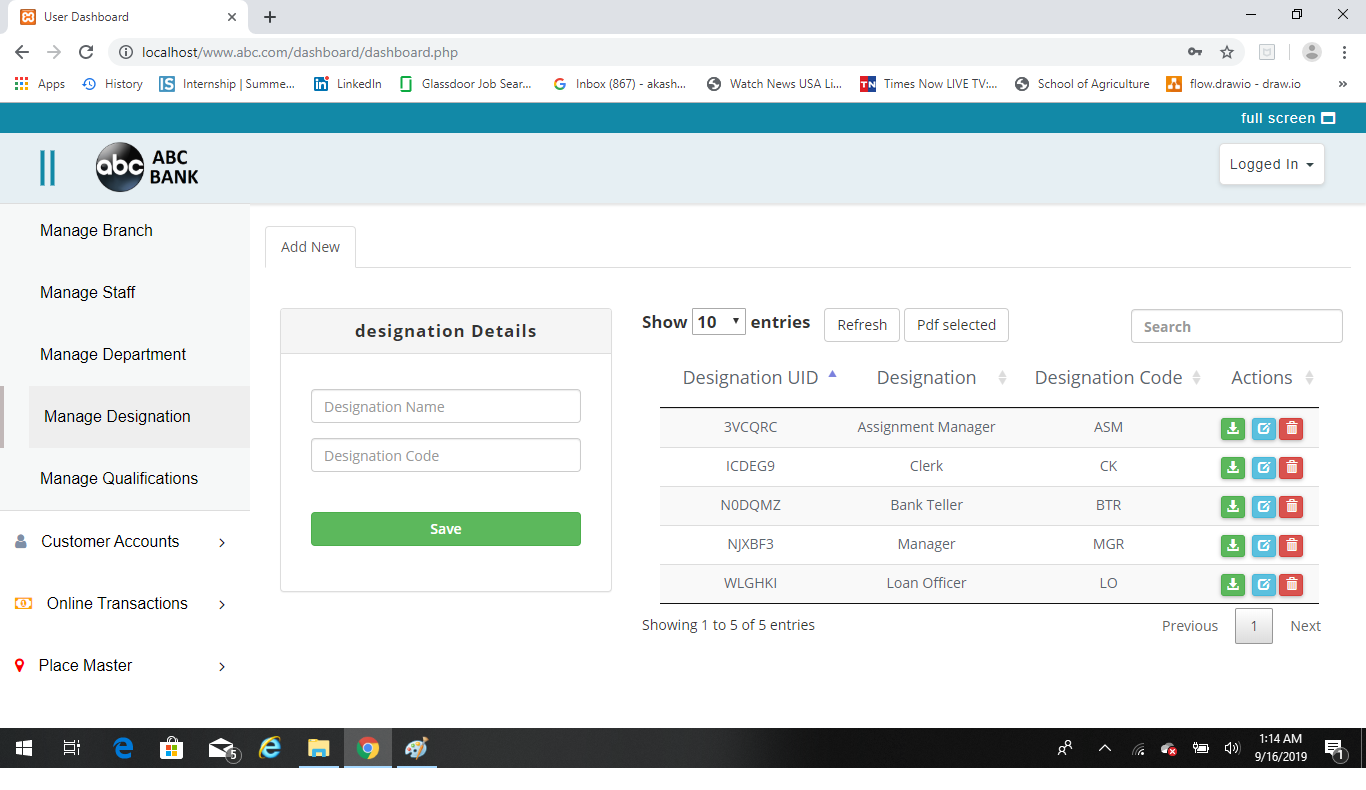 User Dashboard
localhost/www.abc.com/dashboard/dashboard.php
Apps History Internship | Summe... LinkedIn Glassdoor Job Sear... Inbox (867) - akash... Watch News USA Li... Times Now LIVE TV:... School of Agriculture flow.drawio - draw.io
full screen
abc ABC BANK
Logged In
Manage Branch
Manage Staff
Manage Department
Manage Designation
Manage Qualifications
Customer Accounts
Online Transactions
Place Master
Add New
designation Details
Designation Name
Designation Code
Save
Show 10 entries Refresh Pdf selected Search
Designation UID Designation Designation Code Actions
3VCQRC Assignment Manager ASM
ICDEG9 Clerk CK
N0DQMZ Bank Teller BTR
NJXBF3 Manager MGR
WLGHKI Loan Officer LO
Showing 1 to 5 of 5 entries Previous 1 Next
5
1:14 AM
9/16/2019
1